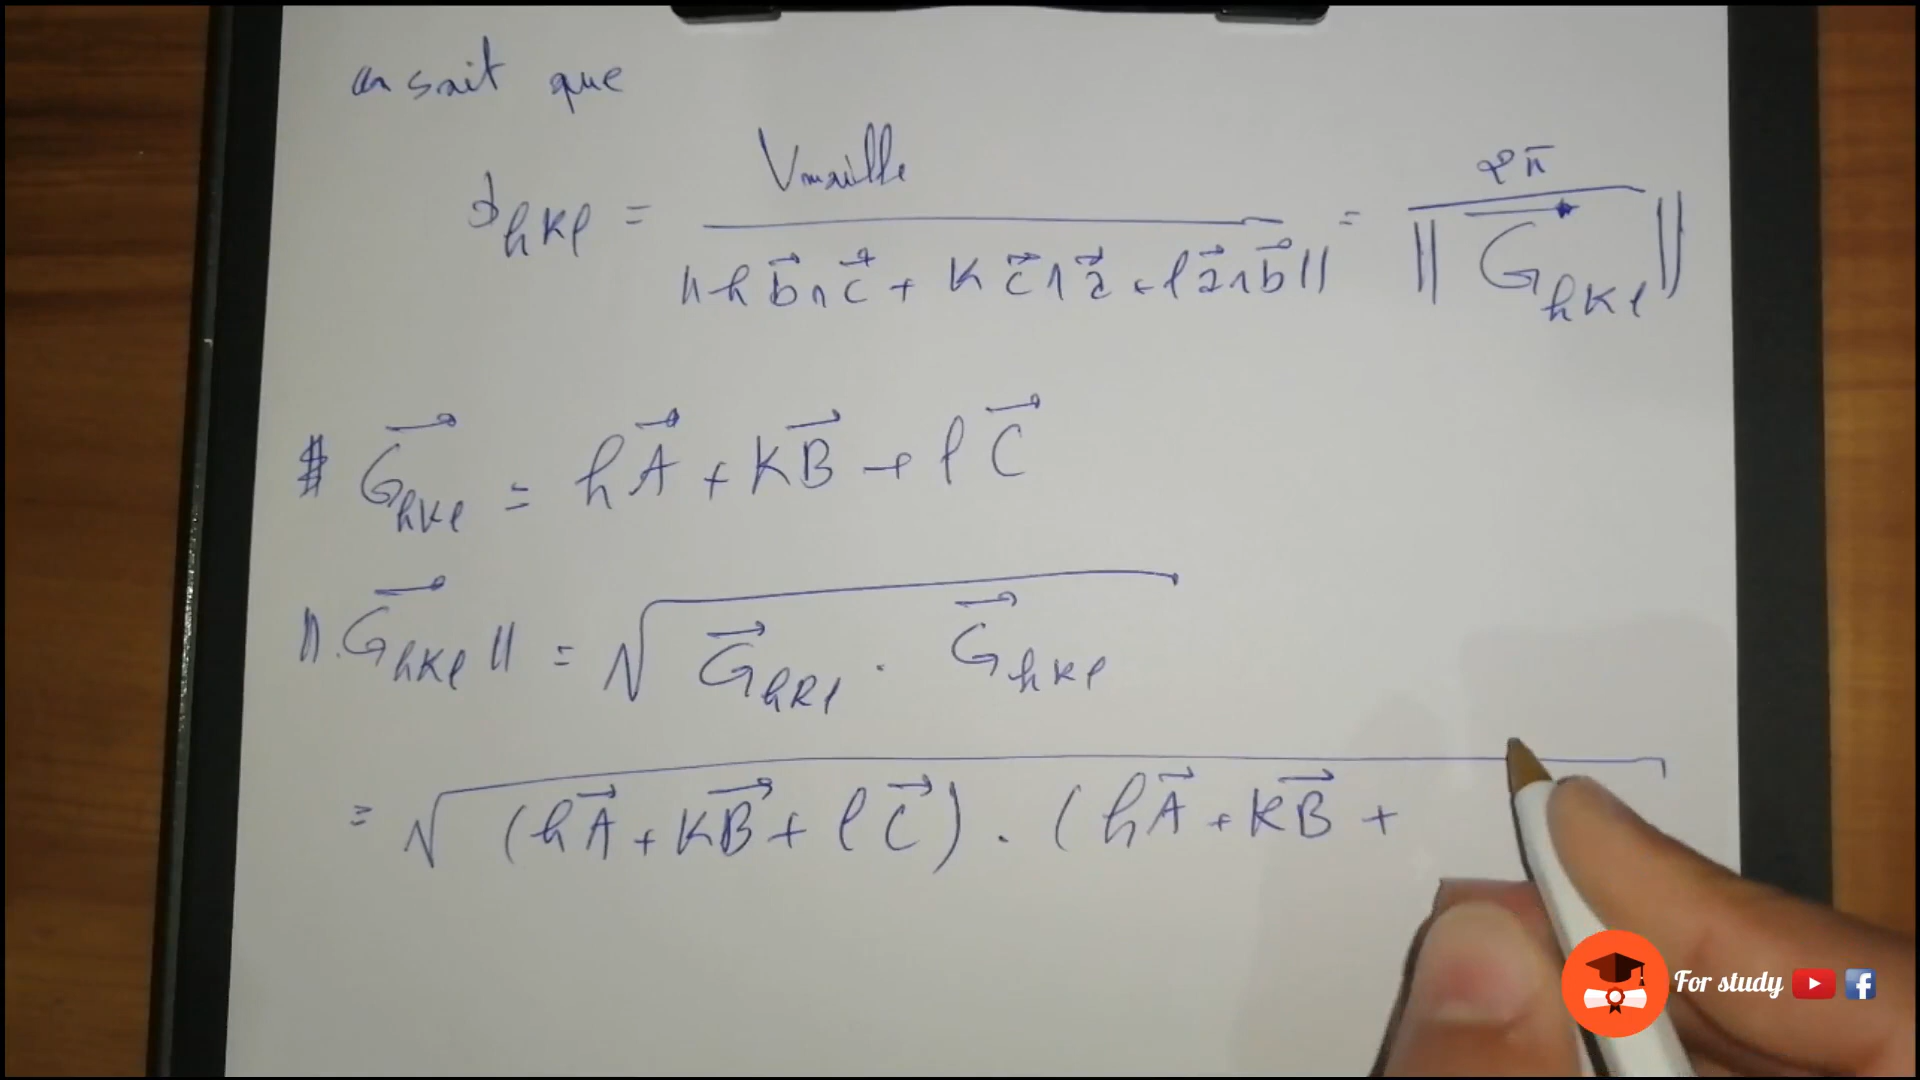 on sait que
d_hkl = Vmaille / ||h b⃗∧c⃗ + k c⃗∧a⃗ + l a⃗∧b⃗|| = 2π / ||G⃗_hkl||
# G⃗_hkl = hA⃗ + kB⃗ + lC⃗
||G⃗_hkl|| = √(G⃗_hkl . G⃗_hkl)
= √((hA⃗ + kB⃗ + lC⃗) . (hA⃗ + kB⃗ +
For study